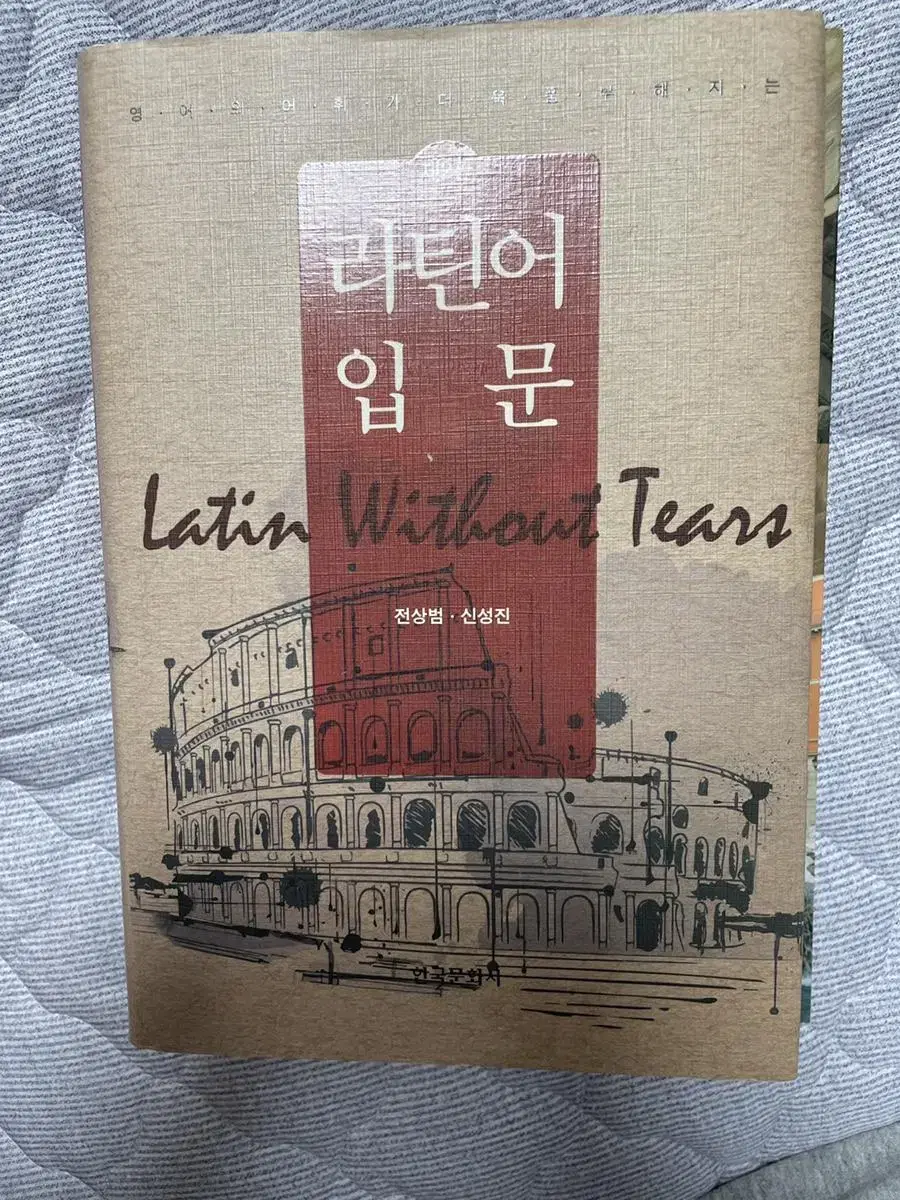 영·어·의·어·휘·가·더·욱·풍·부·해·지·는
라틴어
입 문
Latin Without Tears
전상범·신성진
한국문화사